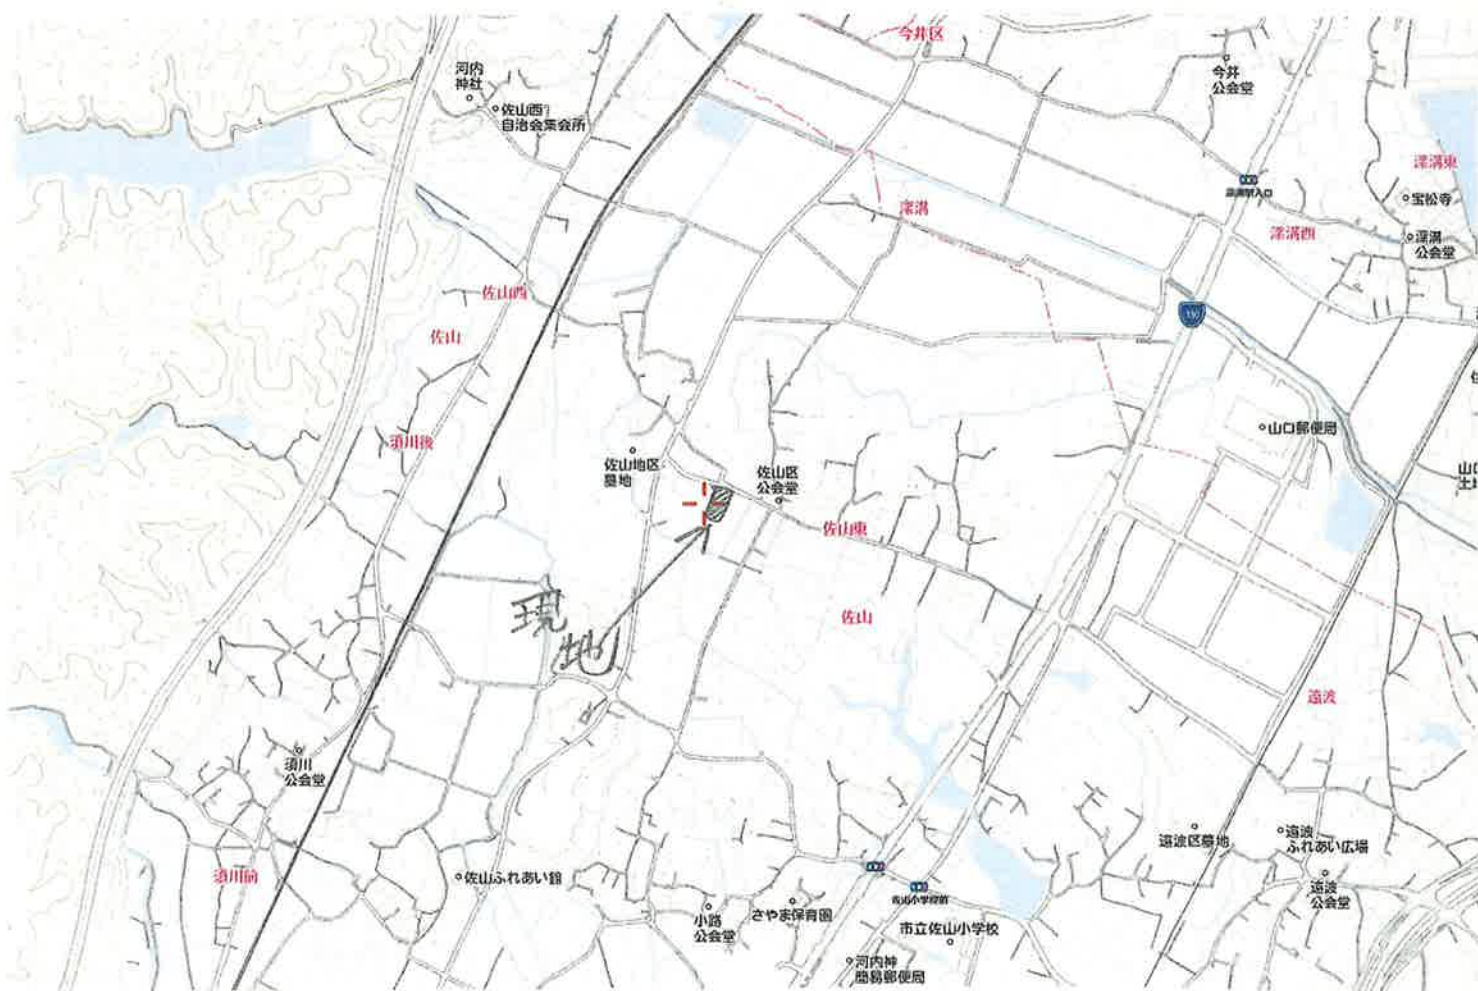 今井区
河内
神社
今井
公会堂
佐山西
自治会集会所
深溝東
宝松寺
深溝
深溝西
深溝
公会堂
佐山西
佐山
山口郵便局
須川後
佐山地区
墓地
佐山区
公会堂
佐山東
現地
佐山
遠波
須川
公会堂
遠波区墓地
遠波
ふれあい広場
須川前
佐山ふれあい館
遠波
公会堂
小路
公会堂
さやま保育園
佐山小学校前
市立佐山小学校
河内神
簡易郵便局